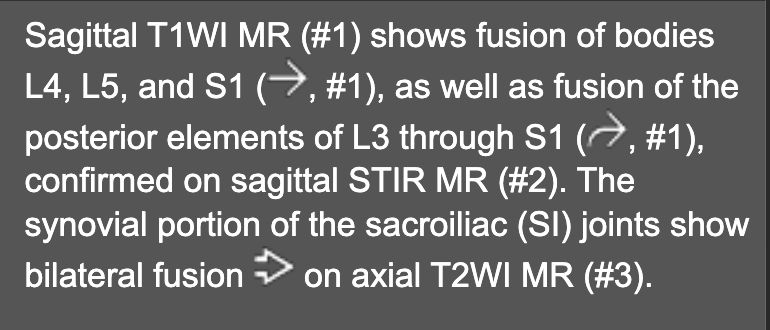 Sagittal T1WI MR (#1) shows fusion of bodies
L4, L5, and S1 (→, #1), as well as fusion of the
posterior elements of L3 through S1 (↷, #1),
confirmed on sagittal STIR MR (#2). The
synovial portion of the sacroiliac (SI) joints show
bilateral fusion ➾ on axial T2WI MR (#3).